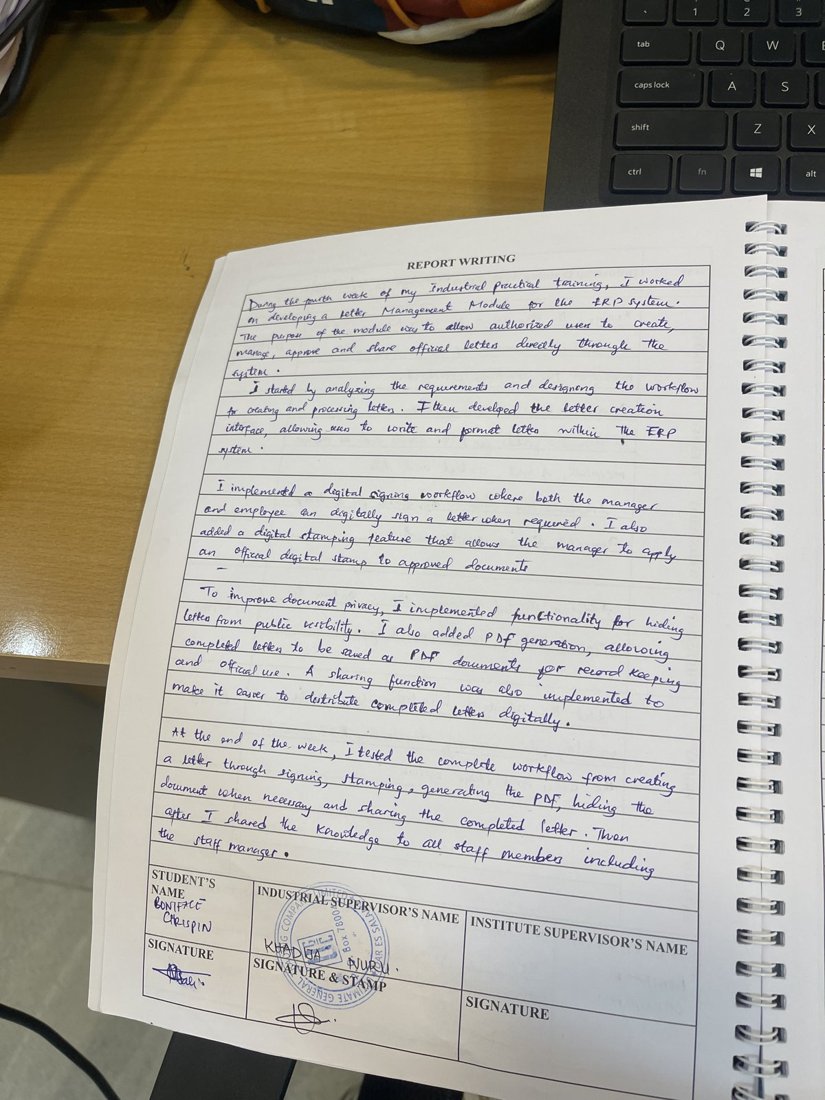 REPORT WRITING
During the fourth week of my Industrial practical training, I worked
on developing a Letter Management Module for the ERP system.
The purpose of the module was to allow authorized users to create,
manage, approve and share official letters directly through the
system.
I started by analyzing the requirements and designing the workflow
for creating and processing letters. I then developed the letter creation
interface, allowing users to write and format letters within The ERP
system.
I implemented a digital signing workflow where both the manager
and employee can digitally sign a letter when required. I also
added a digital stamping feature that allows the manager to apply
an official digital stamp to approved documents
To improve document privacy, I implemented functionality for hiding
letters from public visibility. I also added PDF generation, allowing
completed letters to be saved as PDF documents for record keeping
and official use. A sharing function was also implemented to
make it easier to distribute completed letters digitally.
At the end of the week, I tested the complete workflow from creating
a letter through signing, stamping, generating the PDF, hiding the
document when necessary and sharing the completed letter. Then
after I shared the knowledge to all staff members including
the staff manager.
STUDENT'S NAME
BONIFACE
CHRISPIN
INDUSTRIAL SUPERVISOR'S NAME
KHADIJA NURU.
INSTITUTE SUPERVISOR'S NAME
SIGNATURE
SIGNATURE & STAMP
SIGNATURE
Box 7800
tab
Q
W
caps lock
A
S
shift
Z
X
ctrl
fn
alt
1
2
3